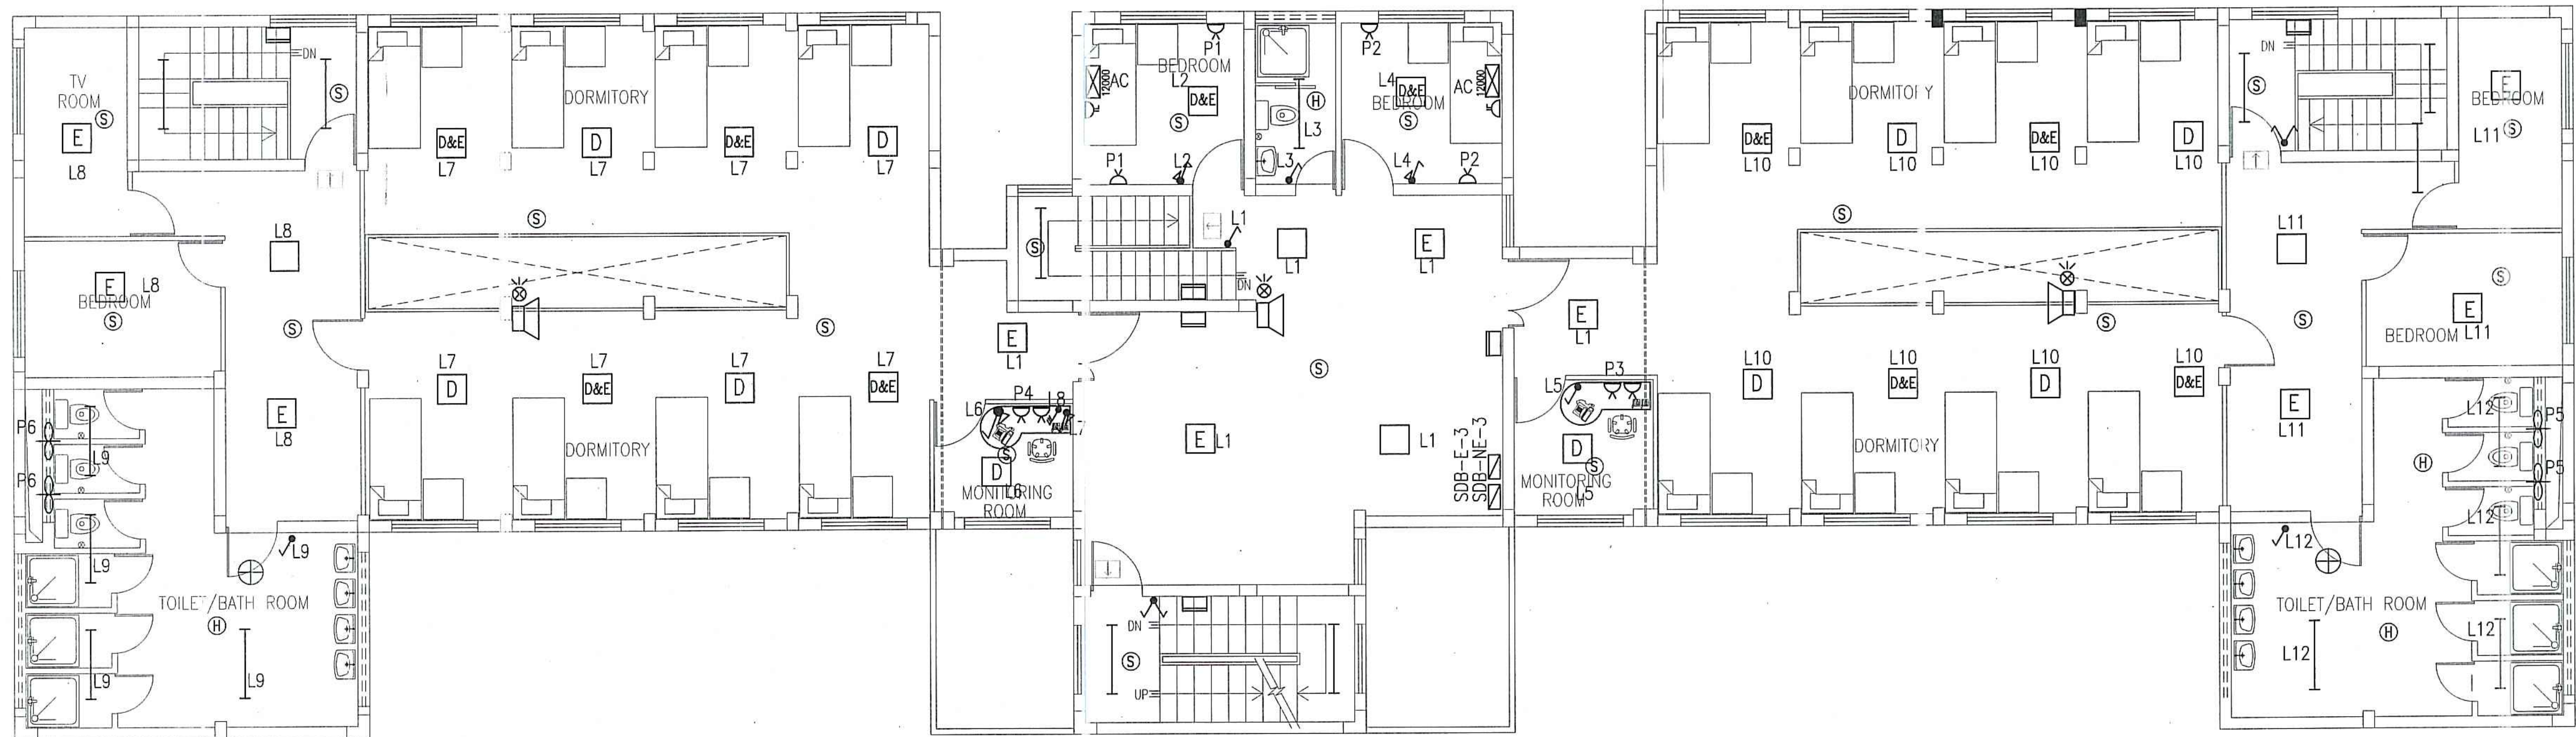 TV
ROOM
S
E
L8
DN
S
DORMITORY
D&E
L7
D
L7
D&E
L7
D
L7
S
P1
BEDROOM
AC
12000
L2
D&E
S
P1
L2
H
L3
L3
P2
L4
D&E
BEDROOM
S
AC
12000
L4
P2
DORMITORY
D&E
L10
D
L10
D&E
L10
D
L10
S
DN
S
E
BEDROOM
L11
S
L8
E
L8
BEDROOM
S
S
E
L8
S
L1
DN
L1
E
L1
E
L1
S
E
L1
L1
SDB-E-3
SDB-NE-3
E
L1
L11
S
BEDROOM
E
L11
S
E
L11
S
L7
D
L7
D&E
L7
D
L7
D&E
DORMITORY
P4
L8
L7
L6
S
D
L6
MONITORING
ROOM
P3
L5
D
S
MONITORING
ROOM
L5
S
L10
D
L10
D&E
L10
D
L10
D&E
DORMITORY
P6
P6
L9
L9
L9
TOILET/BATH ROOM
H
L9
L9
DN
S
UP
L12
P5
P5
H
L12
L12
TOILET/BATH ROOM
H
L12
L12